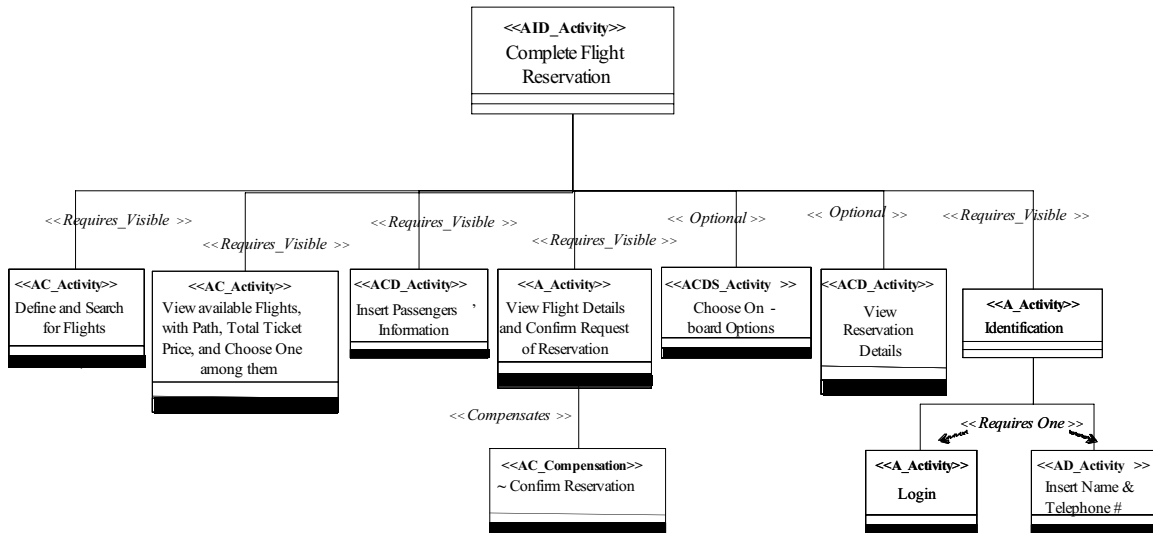 <<AID_Activity>>
Complete Flight
Reservation
<<Requires_Visible >>
<<Requires_Visible >>
<<Requires_Visible >>
<<Requires_Visible >>
<< Optional >>
<< Optional >>
<<Requires_Visible >>
<<AC_Activity>>
Define and Search
for Flights
<<AC_Activity>>
View available Flights,
with Path, Total Ticket
Price, and Choose One
among them
<<ACD_Activity>>
Insert Passengers ’
Information
<<A_Activity>>
View Flight Details
and Confirm Request
of Reservation
<<ACDS_Activity >>
Choose On -
board Options
<<ACD_Activity>>
View
Reservation
Details
<<A_Activity>>
Identification
<<Compensates >>
<<Requires One >>
<<AC_Compensation>>
~ Confirm Reservation
<<A_Activity>>
Login
<<AD_Activity >>
Insert Name &
Telephone #